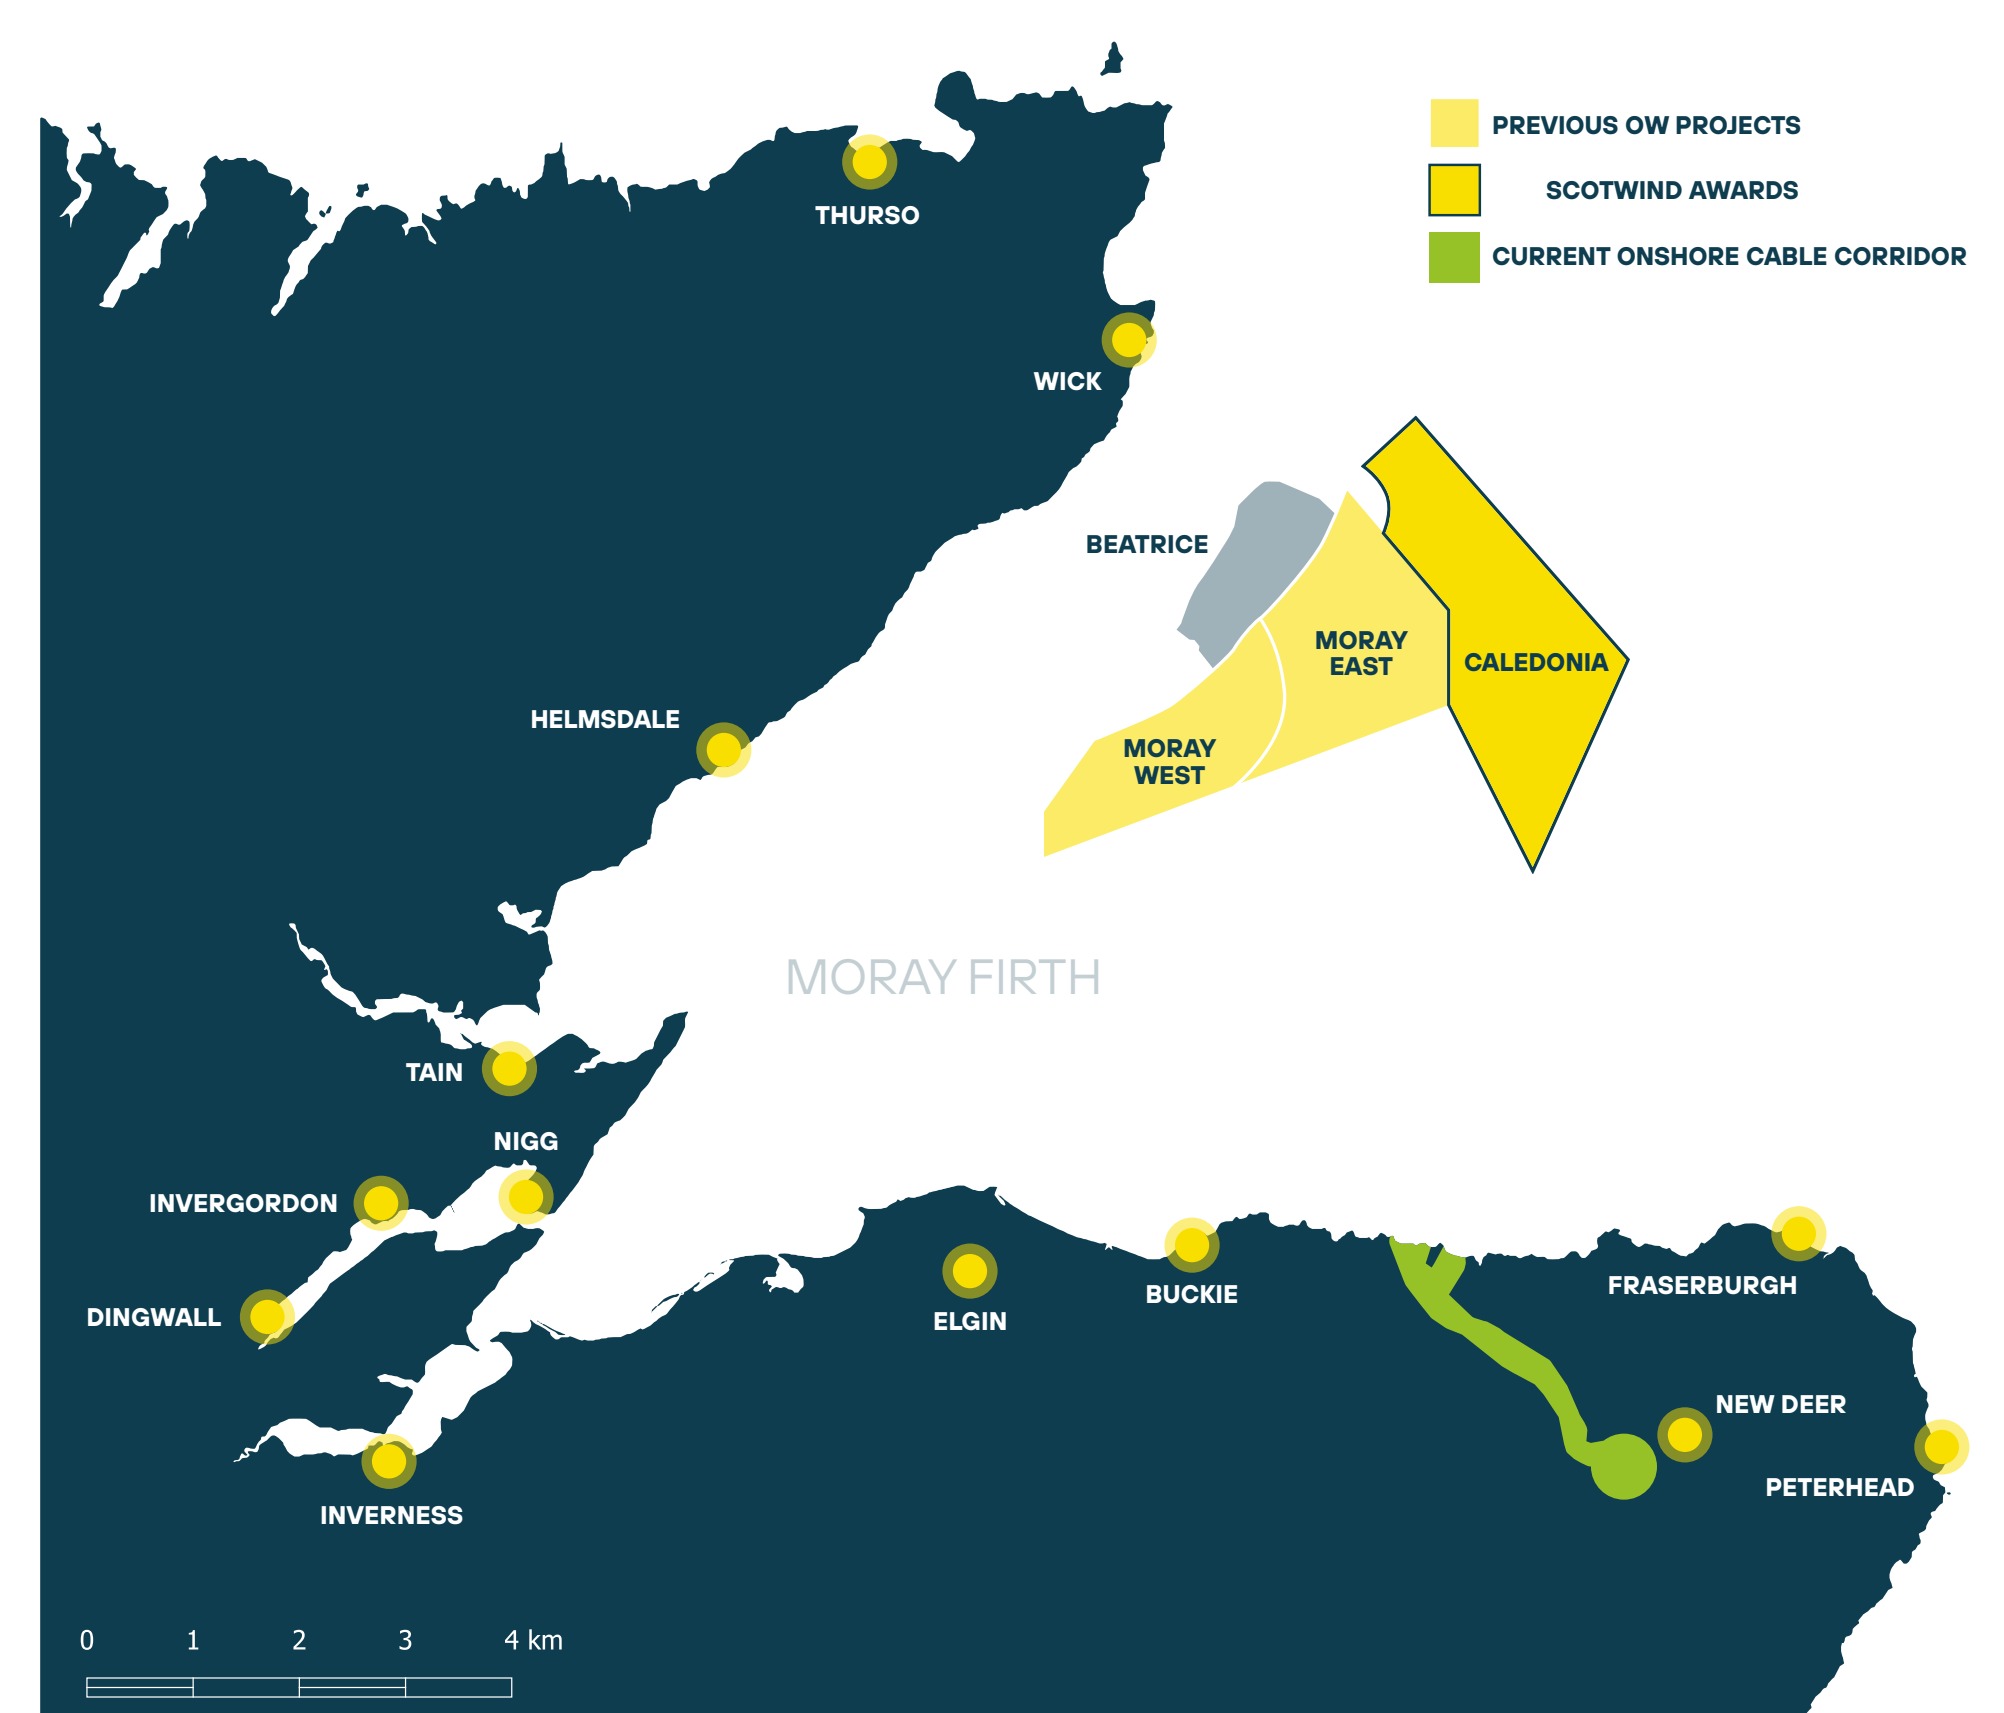 PREVIOUS OW PROJECTS
SCOTWIND AWARDS
THURSO
CURRENT ONSHORE CABLE CORRIDOR
WICK
BEATRICE
MORAY
EAST
CALEDONIA
HELMSDALE
MORAY
WEST
MORAY FIRTH
TAIN
NIGG
INVERGORDON
FRASERBURGH
BUCKIE
DINGWALL
ELGIN
NEW DEER
PETERHEAD
INVERNESS
0 1 2 3 4 km